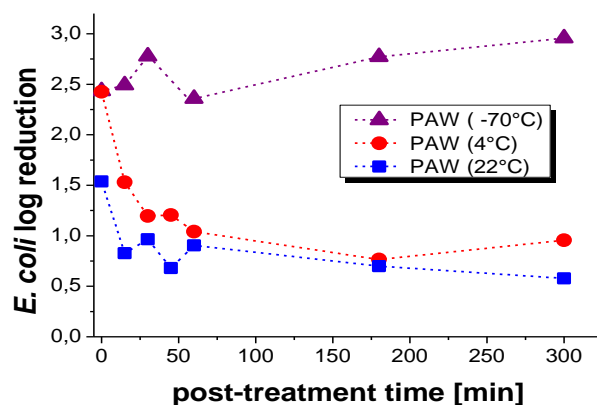 3,0
2,5
2,0
1,5
1,0
0,5
0,0
E. coli log reduction
PAW ( -70°C)
PAW (4°C)
PAW (22°C)
0 50 100 150 200 250 300
post-treatment time [min]